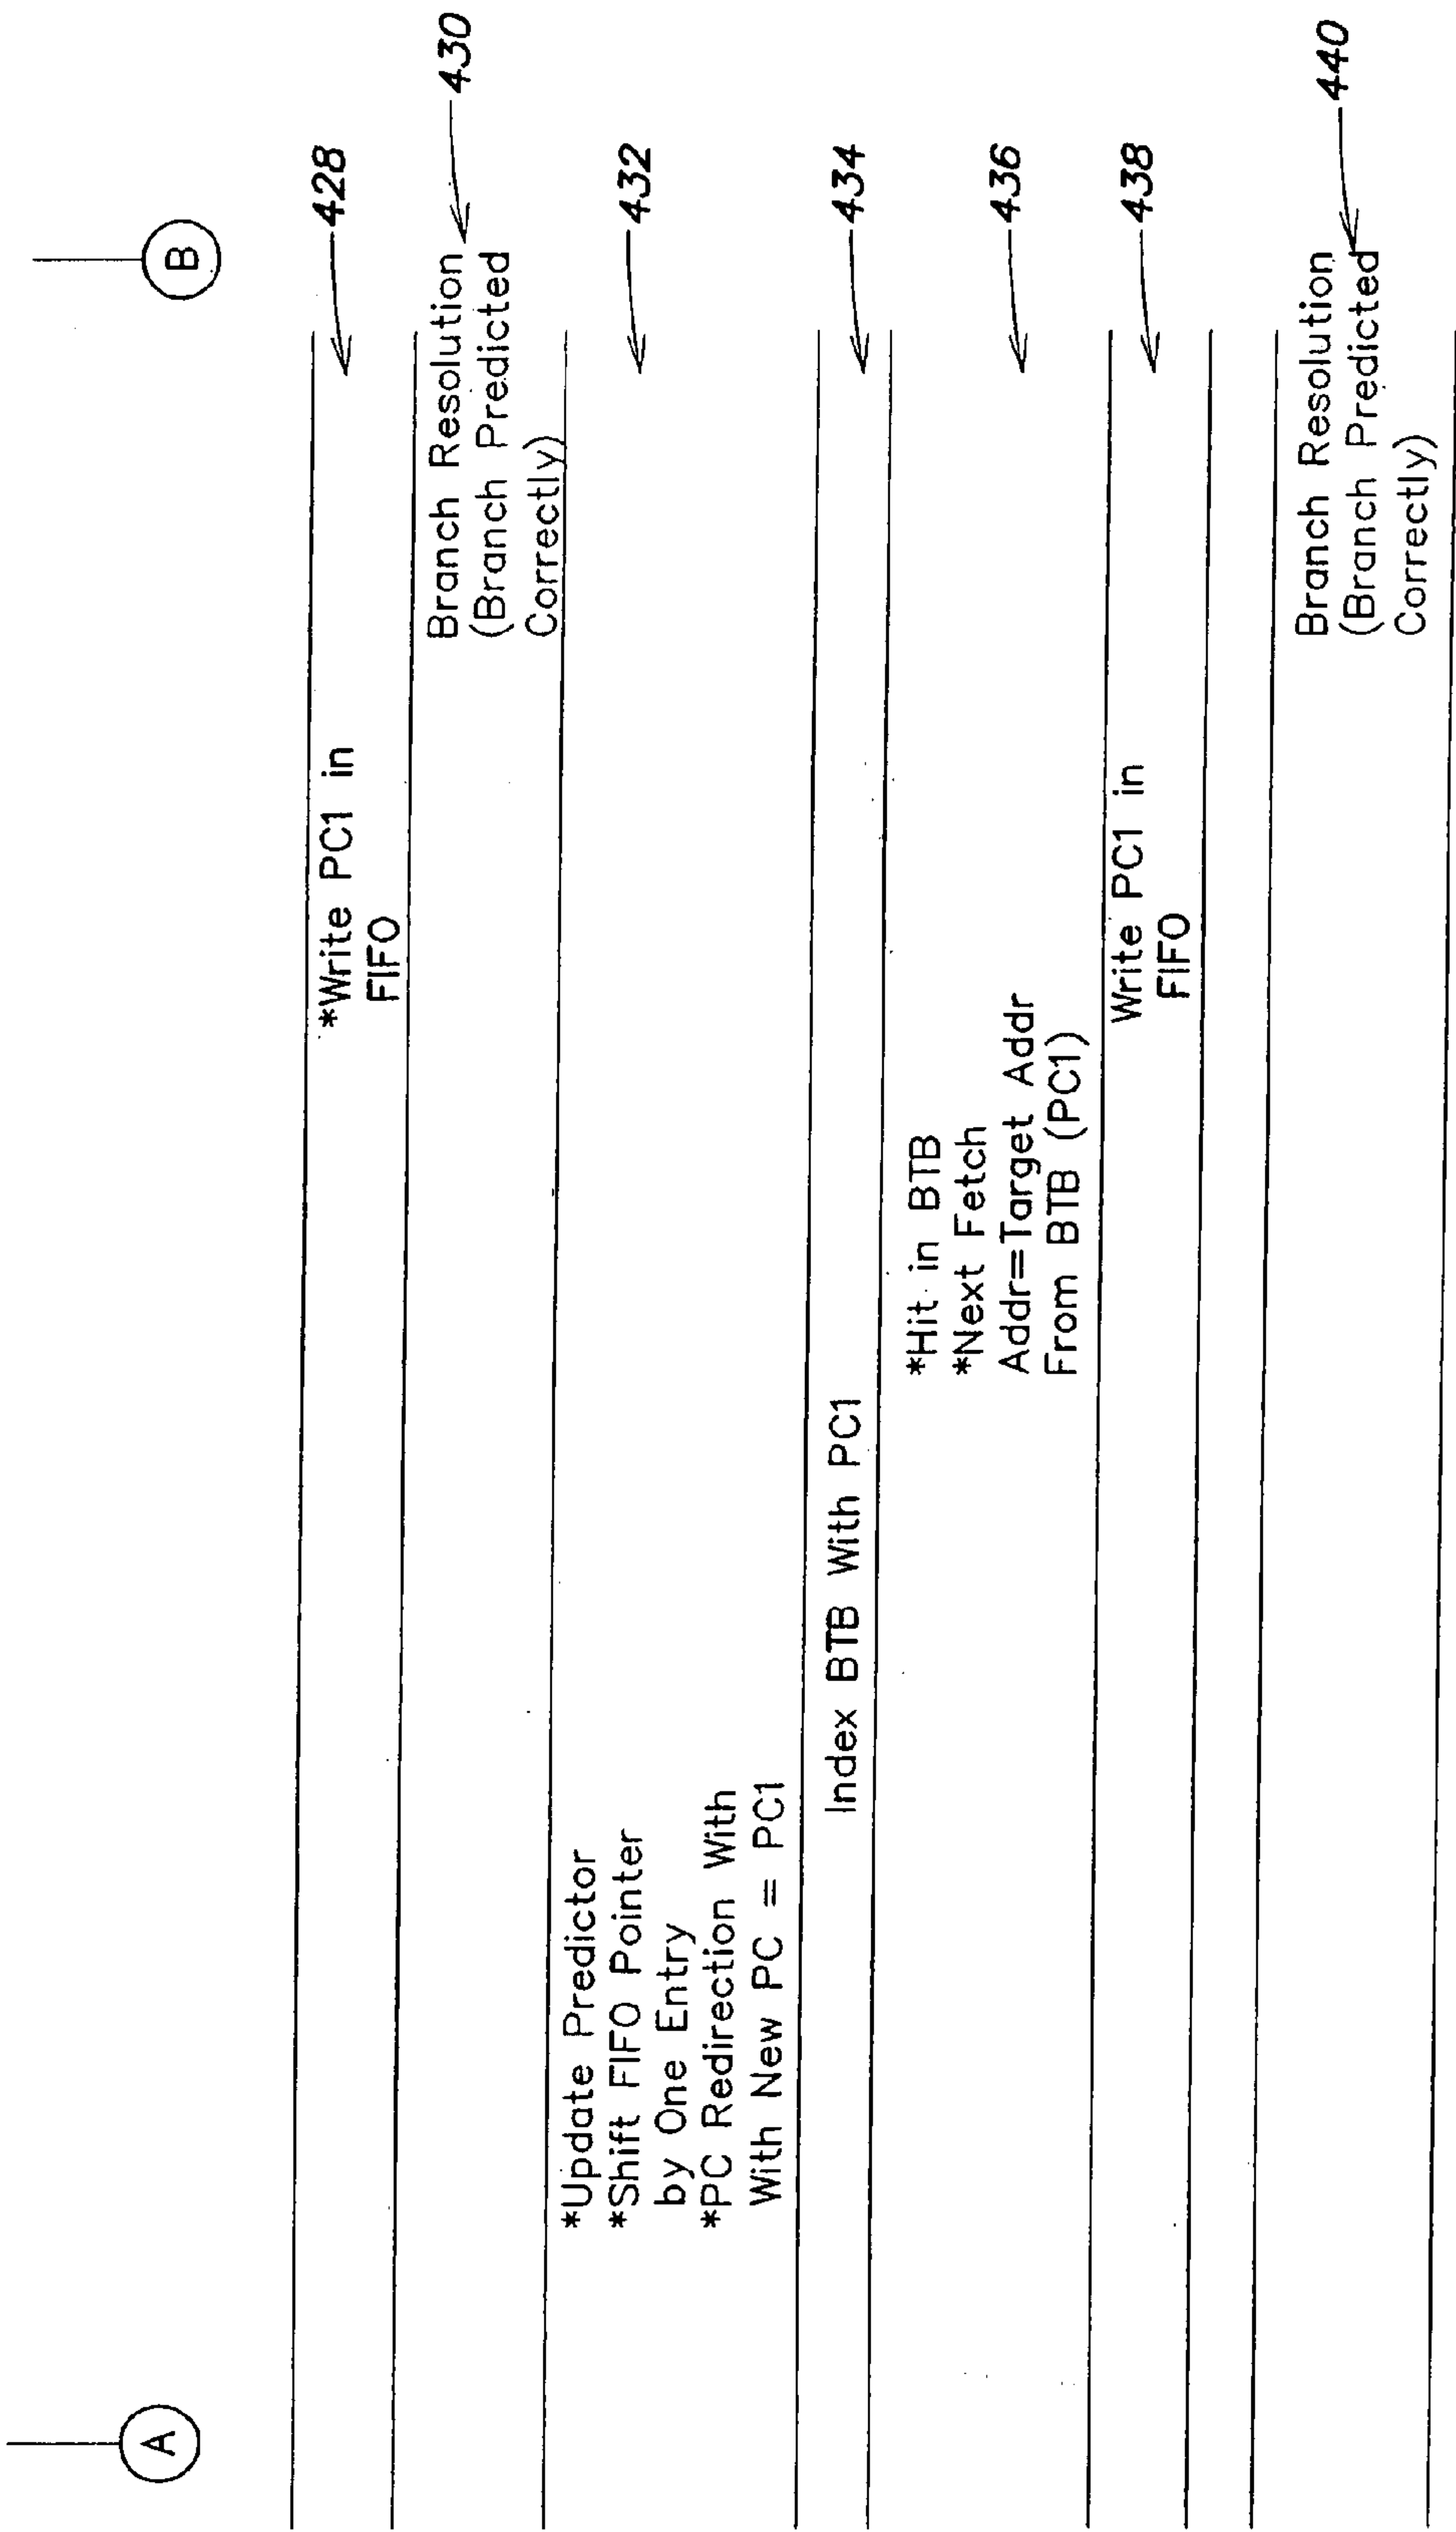 A
B
*Write PC1 in
FIFO
428
Branch Resolution
(Branch Predicted
Correctly)
430
*Update Predictor
*Shift FIFO Pointer
by One Entry
*PC Redirection With
With New PC = PC1
432
Index BTB With PC1
434
*Hit in BTB
*Next Fetch
Addr=Target Addr
From BTB (PC1)
436
Write PC1 in
FIFO
438
Branch Resolution
(Branch Predicted
Correctly)
440